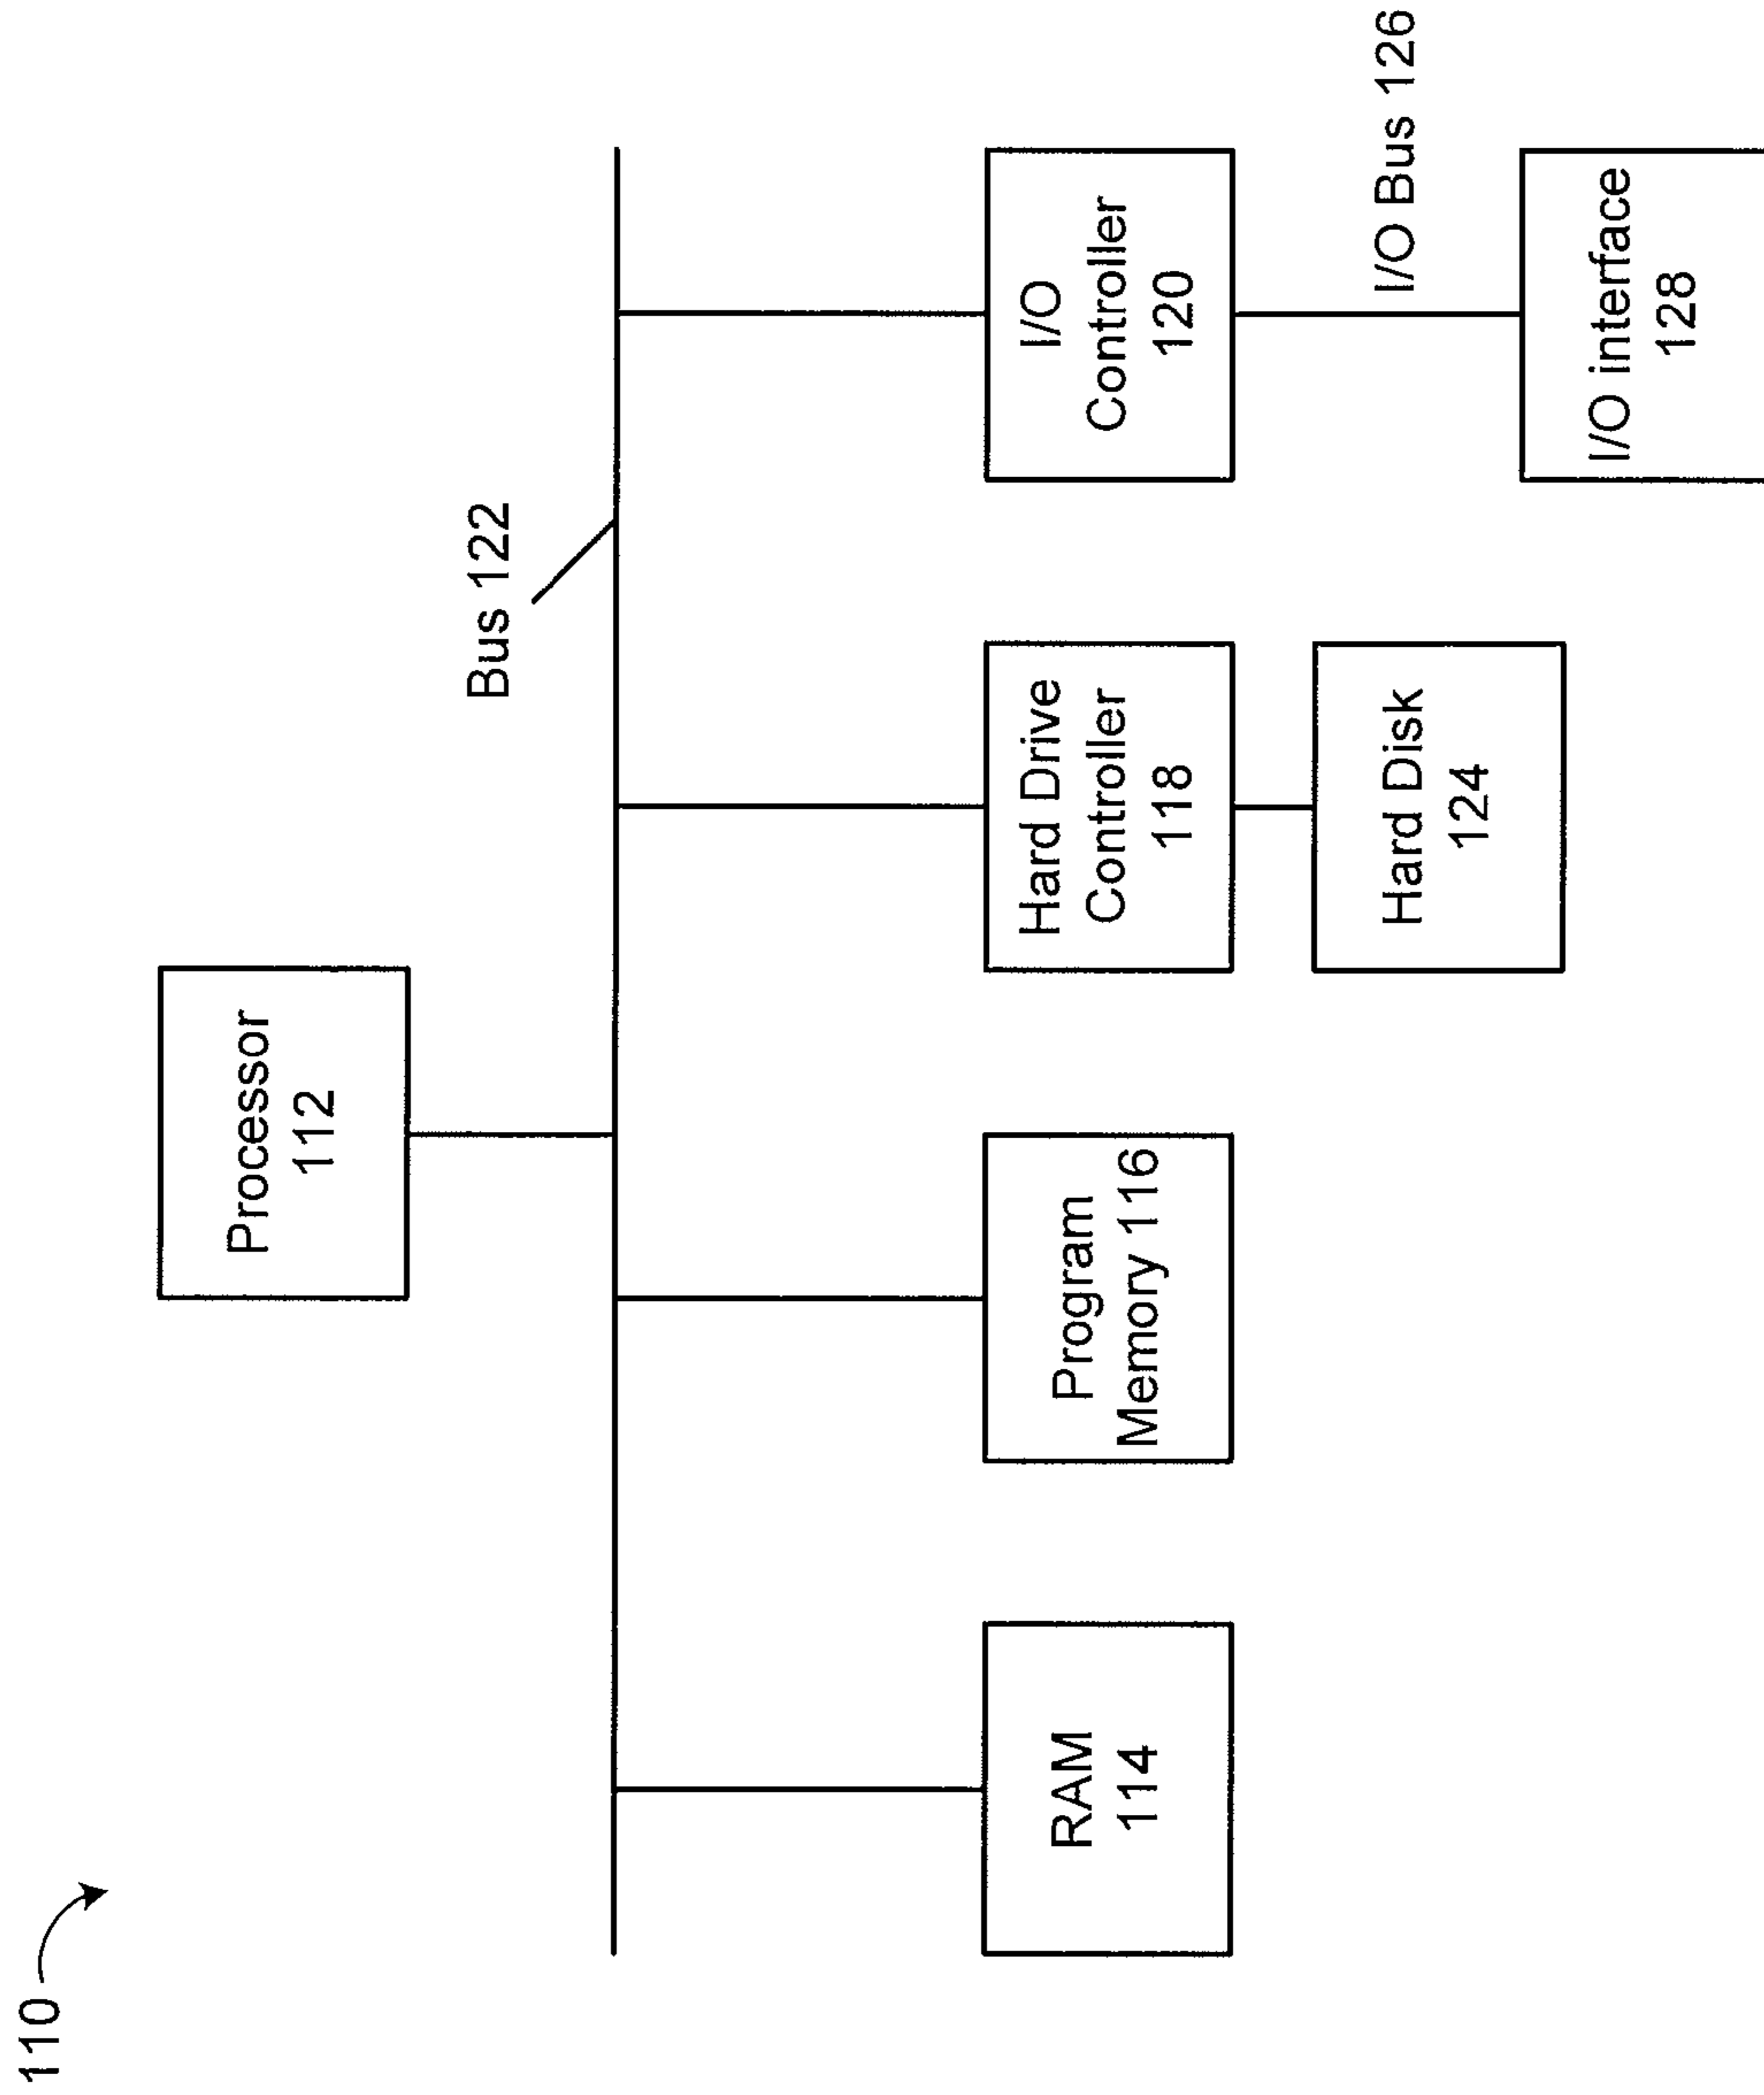 110
Processor
112
Bus 122
RAM
114
Program
Memory 116
Hard Drive
Controller
118
I/O
Controller
120
Hard Disk
124
I/O Bus 126
I/O interface
128